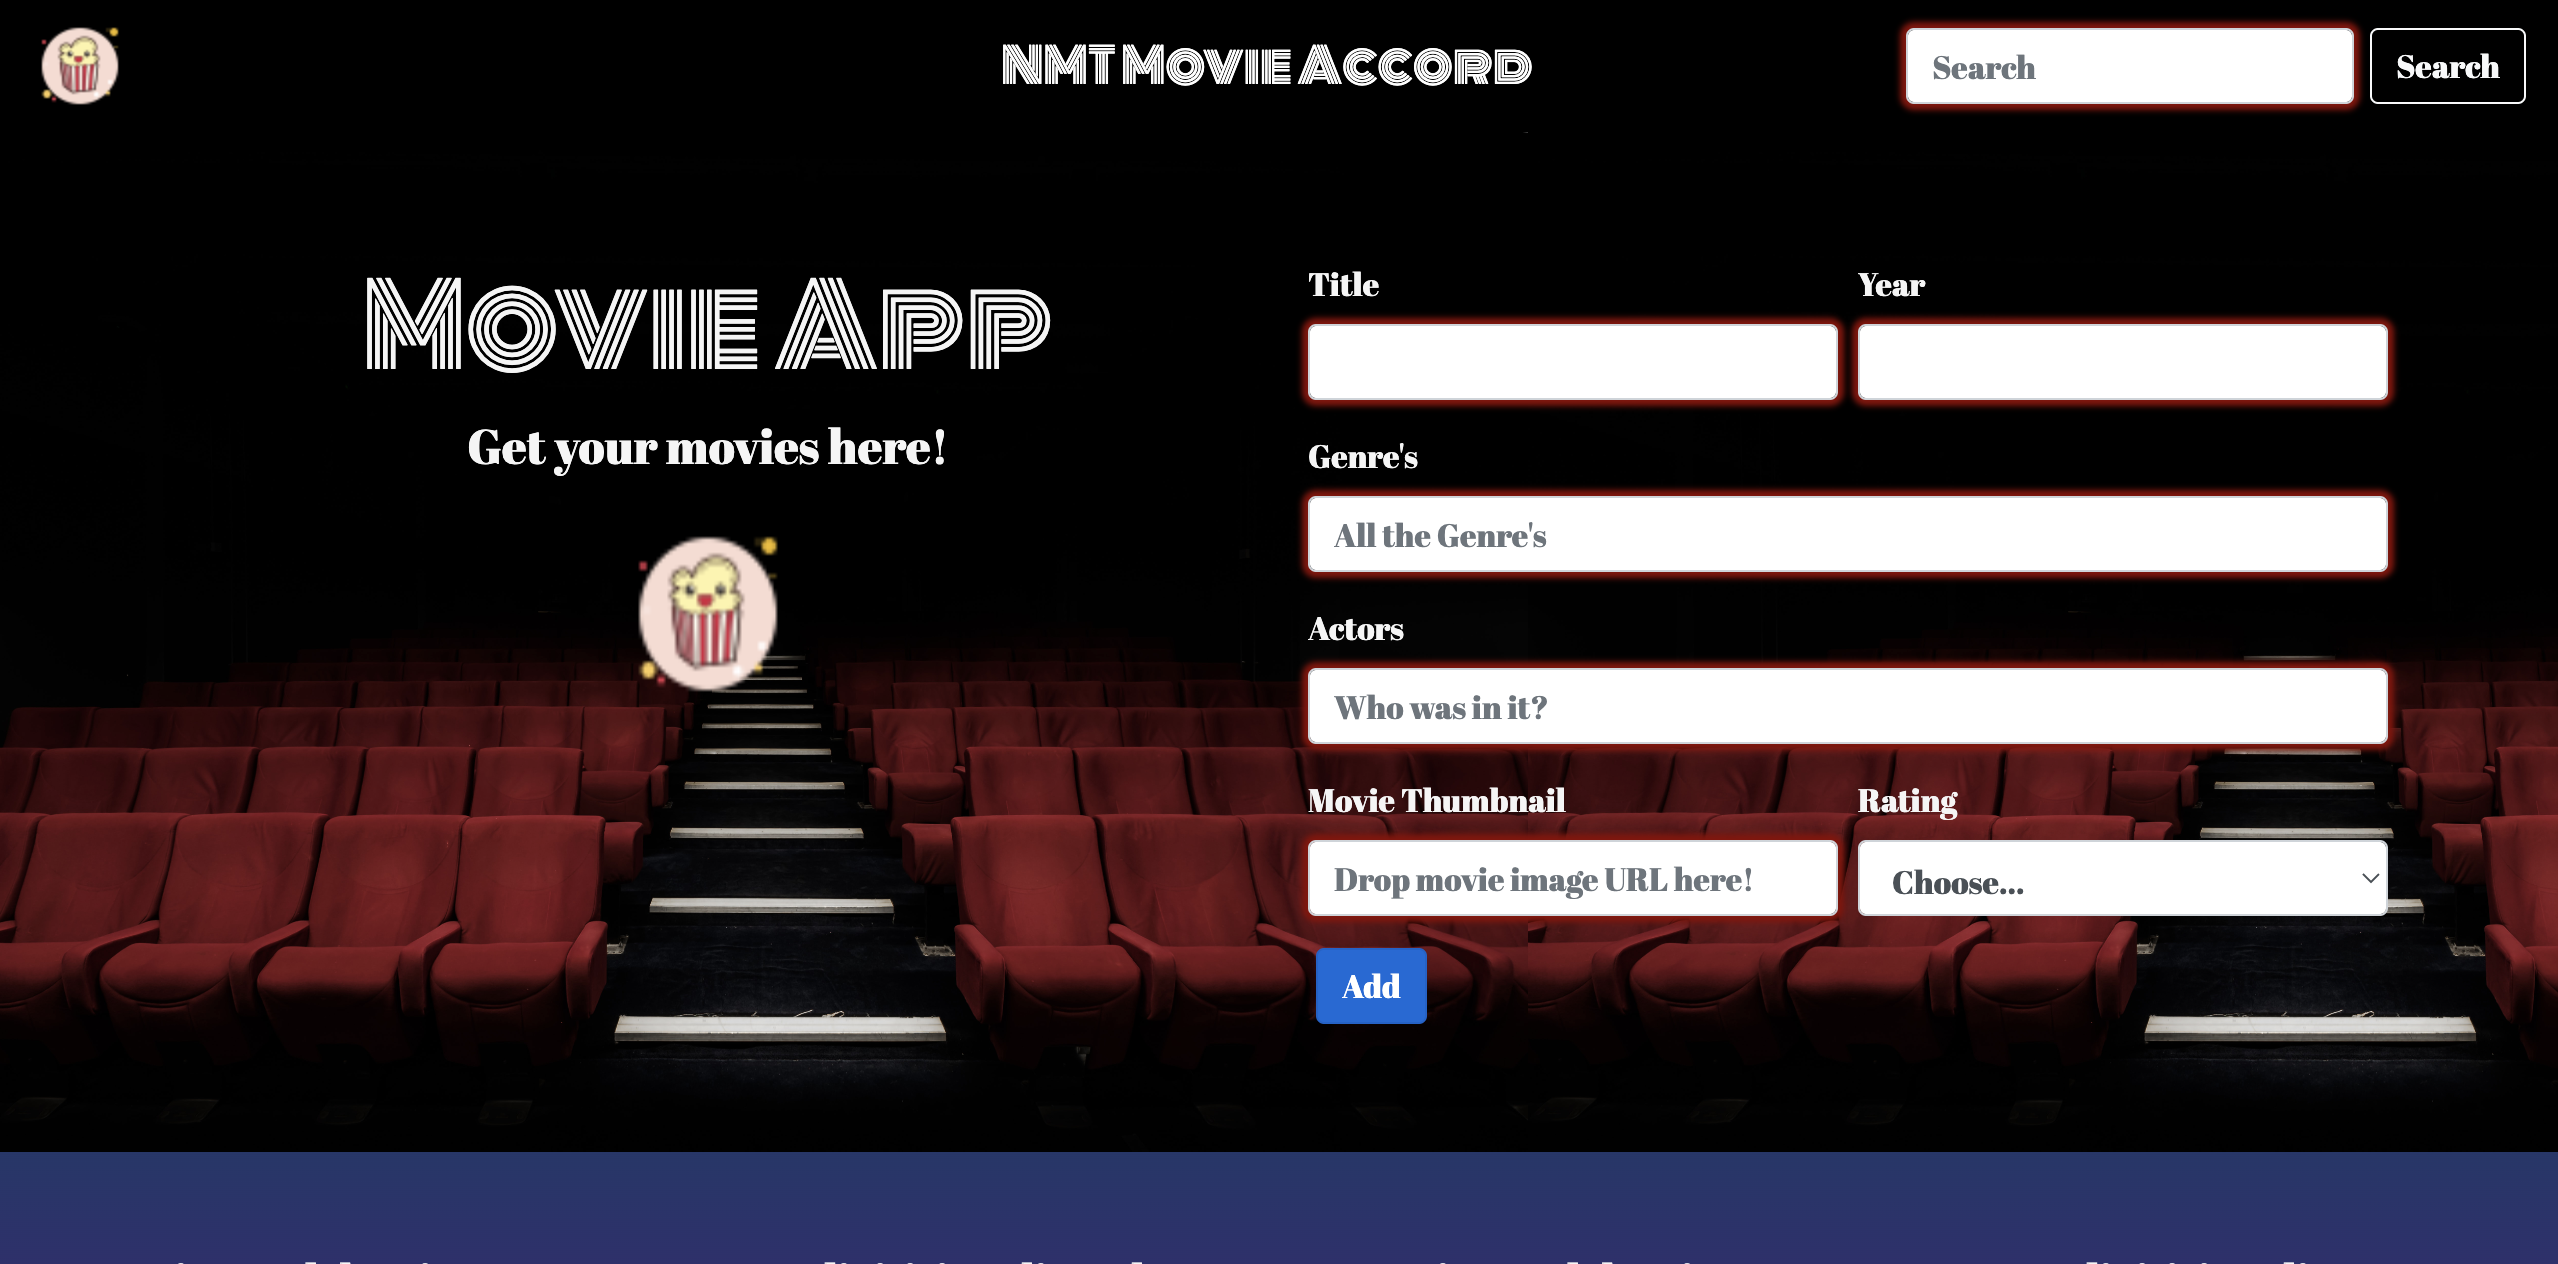 NMT Movie Accord
Search
Search
Movie App
Get your movies here!
Title
Year
Genre's
All the Genre's
Actors
Who was in it?
Movie Thumbnail
Rating
Drop movie image URL here!
Choose...
Add